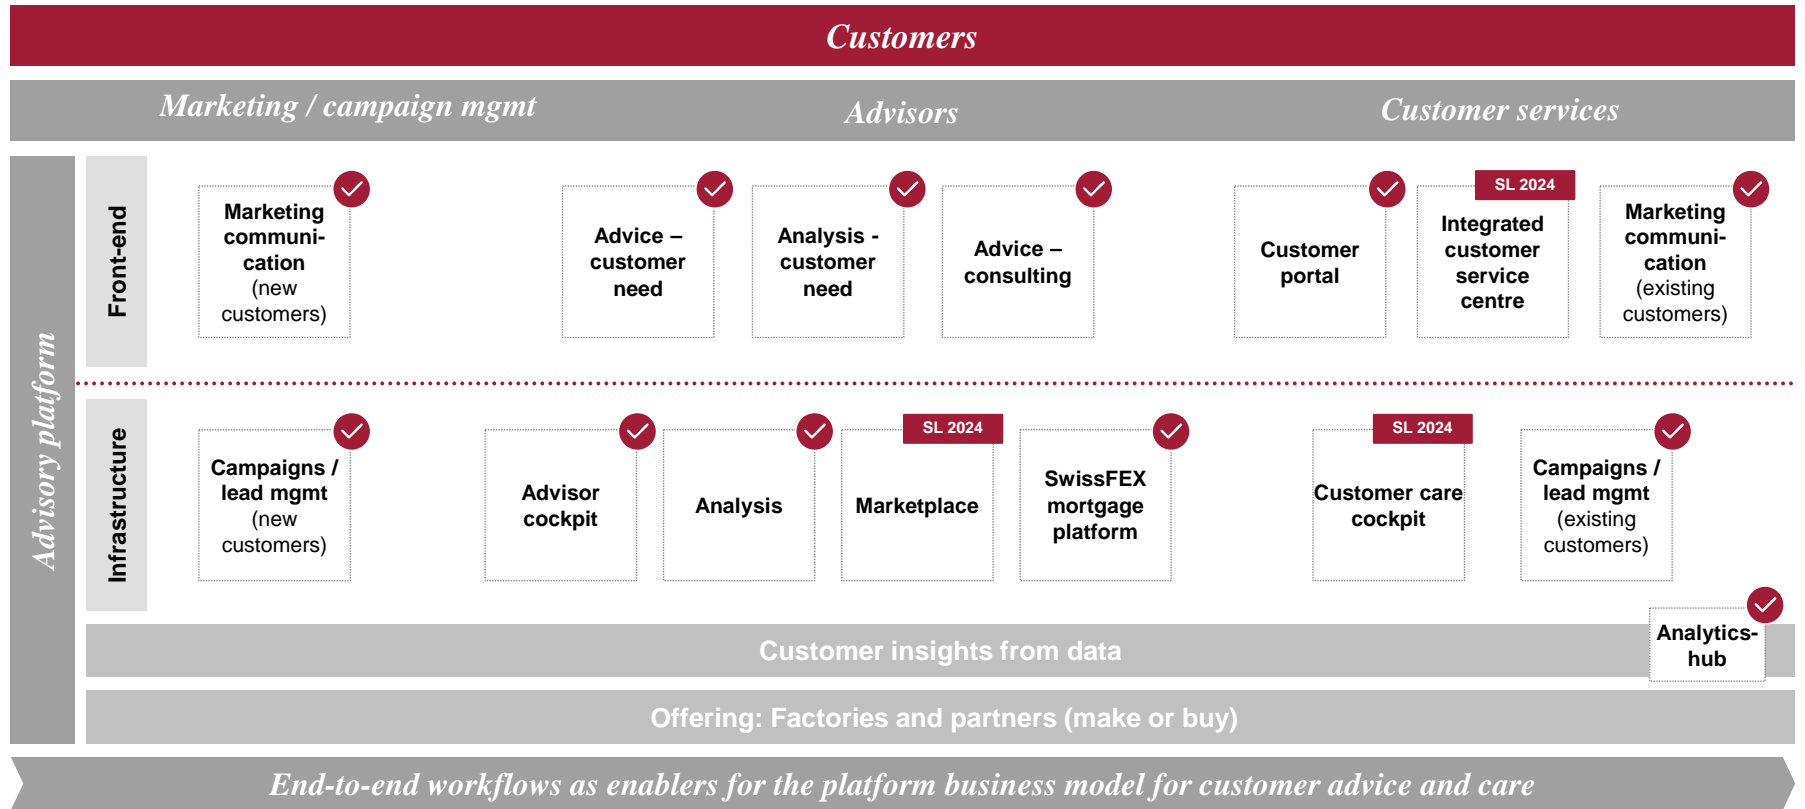 Customers
Marketing / campaign mgmt
Advisors
Customer services
Advisory platform
Front-end
Marketing
communi-
cation
(new
customers)
Advice –
customer
need
Analysis -
customer
need
Advice –
consulting
Customer
portal
SL 2024
Integrated
customer
service
centre
Marketing
communi-
cation
(existing
customers)
Infrastructure
Campaigns /
lead mgmt
(new
customers)
Advisor
cockpit
Analysis
SL 2024
Marketplace
SwissFEX
mortgage
platform
SL 2024
Customer care
cockpit
Campaigns /
lead mgmt
(existing
customers)
Customer insights from data
Analytics-
hub
Offering: Factories and partners (make or buy)
End-to-end workflows as enablers for the platform business model for customer advice and care